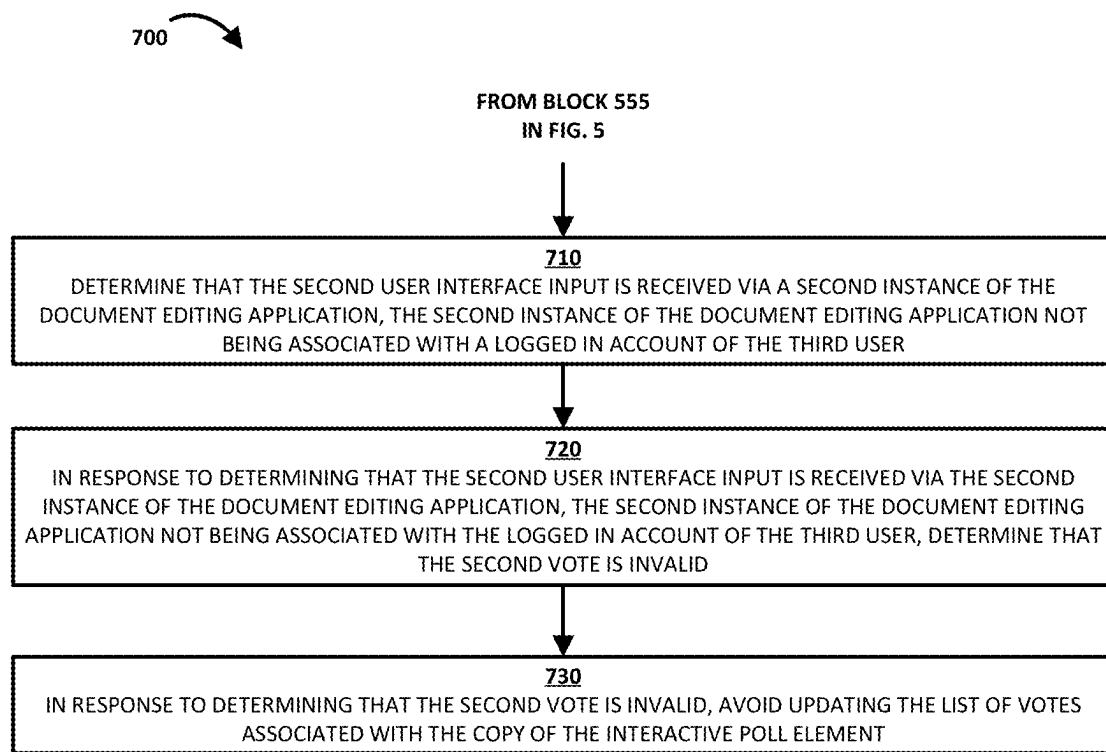 700
FROM BLOCK 555
IN FIG. 5
710
DETERMINE THAT THE SECOND USER INTERFACE INPUT IS RECEIVED VIA A SECOND INSTANCE OF THE
DOCUMENT EDITING APPLICATION, THE SECOND INSTANCE OF THE DOCUMENT EDITING APPLICATION NOT
BEING ASSOCIATED WITH A LOGGED IN ACCOUNT OF THE THIRD USER
720
IN RESPONSE TO DETERMINING THAT THE SECOND USER INTERFACE INPUT IS RECEIVED VIA THE SECOND
INSTANCE OF THE DOCUMENT EDITING APPLICATION, THE SECOND INSTANCE OF THE DOCUMENT EDITING
APPLICATION NOT BEING ASSOCIATED WITH THE LOGGED IN ACCOUNT OF THE THIRD USER, DETERMINE THAT
THE SECOND VOTE IS INVALID
730
IN RESPONSE TO DETERMINING THAT THE SECOND VOTE IS INVALID, AVOID UPDATING THE LIST OF VOTES
ASSOCIATED WITH THE COPY OF THE INTERACTIVE POLL ELEMENT